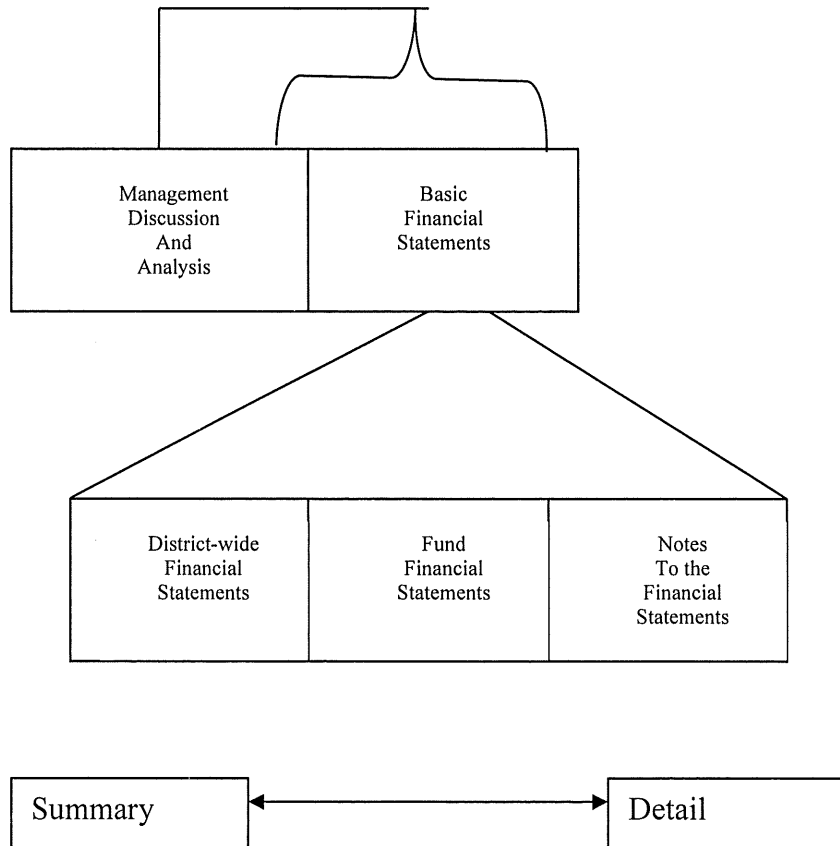 Management
Discussion
And
Analysis
Basic
Financial
Statements
District-wide
Financial
Statements
Fund
Financial
Statements
Notes
To the
Financial
Statements
Summary
Detail